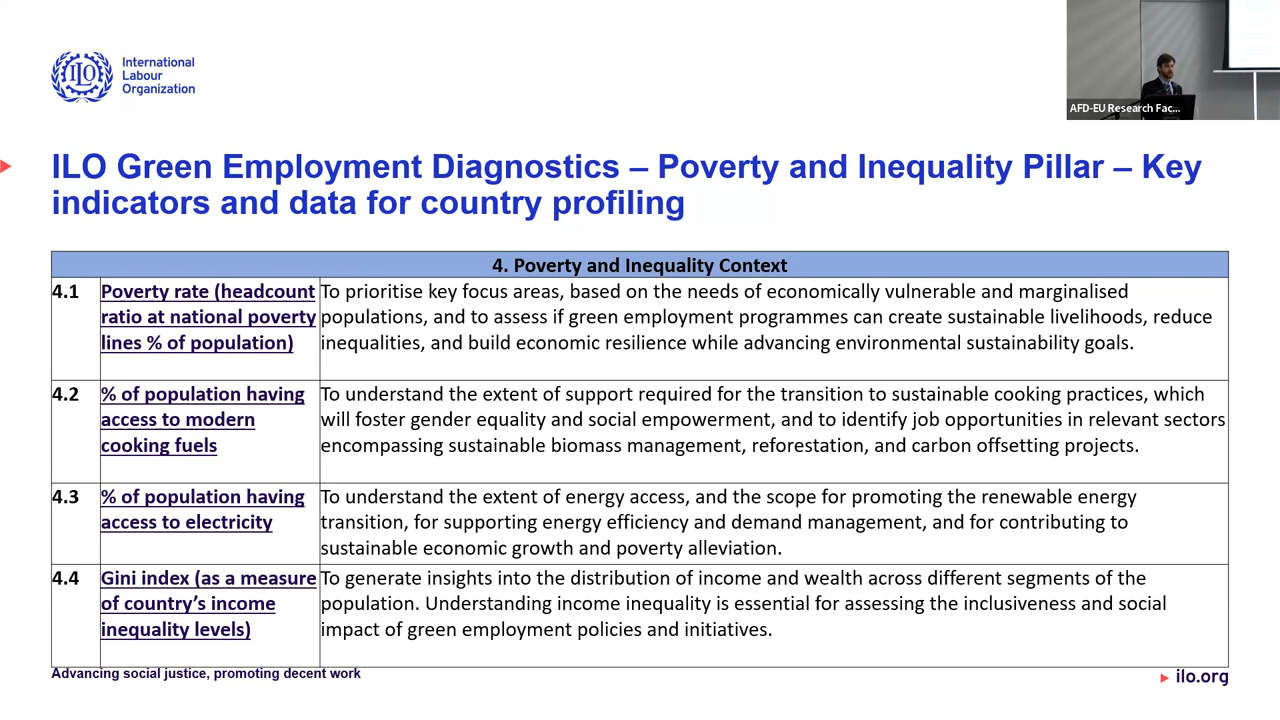 International
Labour
Organization
ILO
AFD-EU Research Fac...
ILO Green Employment Diagnostics – Poverty and Inequality Pillar – Key
indicators and data for country profiling
4. Poverty and Inequality Context
4.1
Poverty rate (headcount
ratio at national poverty
lines % of population)
To prioritise key focus areas, based on the needs of economically vulnerable and marginalised
populations, and to assess if green employment programmes can create sustainable livelihoods, reduce
inequalities, and build economic resilience while advancing environmental sustainability goals.
4.2
% of population having
access to modern
cooking fuels
To understand the extent of support required for the transition to sustainable cooking practices, which
will foster gender equality and social empowerment, and to identify job opportunities in relevant sectors
encompassing sustainable biomass management, reforestation, and carbon offsetting projects.
4.3
% of population having
access to electricity
To understand the extent of energy access, and the scope for promoting the renewable energy
transition, for supporting energy efficiency and demand management, and for contributing to
sustainable economic growth and poverty alleviation.
4.4
Gini index (as a measure
of country’s income
inequality levels)
To generate insights into the distribution of income and wealth across different segments of the
population. Understanding income inequality is essential for assessing the inclusiveness and social
impact of green employment policies and initiatives.
Advancing social justice, promoting decent work
ilo.org